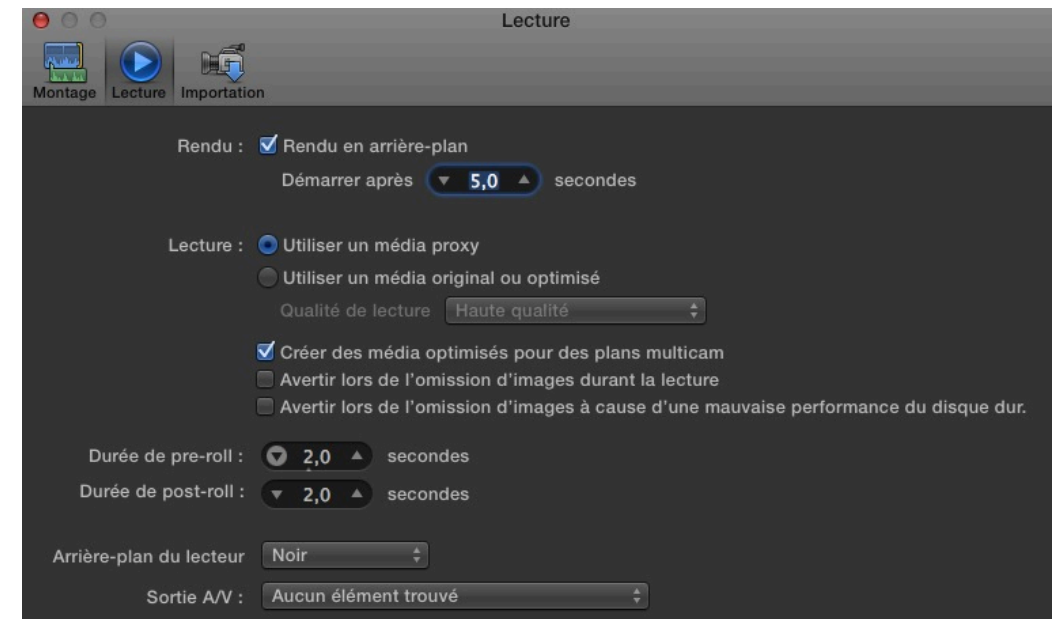 Lecture
Montage Lecture Importation
Rendu : Rendu en arrière-plan
Démarrer après 5,0 secondes
Lecture : Utiliser un média proxy
Utiliser un média original ou optimisé
Qualité de lecture Haute qualité
Créer des média optimisés pour des plans multicam
Avertir lors de l'omission d'images durant la lecture
Avertir lors de l'omission d'images à cause d'une mauvaise performance du disque dur.
Durée de pre-roll : 2,0 secondes
Durée de post-roll : 2,0 secondes
Arrière-plan du lecteur Noir
Sortie A/V : Aucun élément trouvé